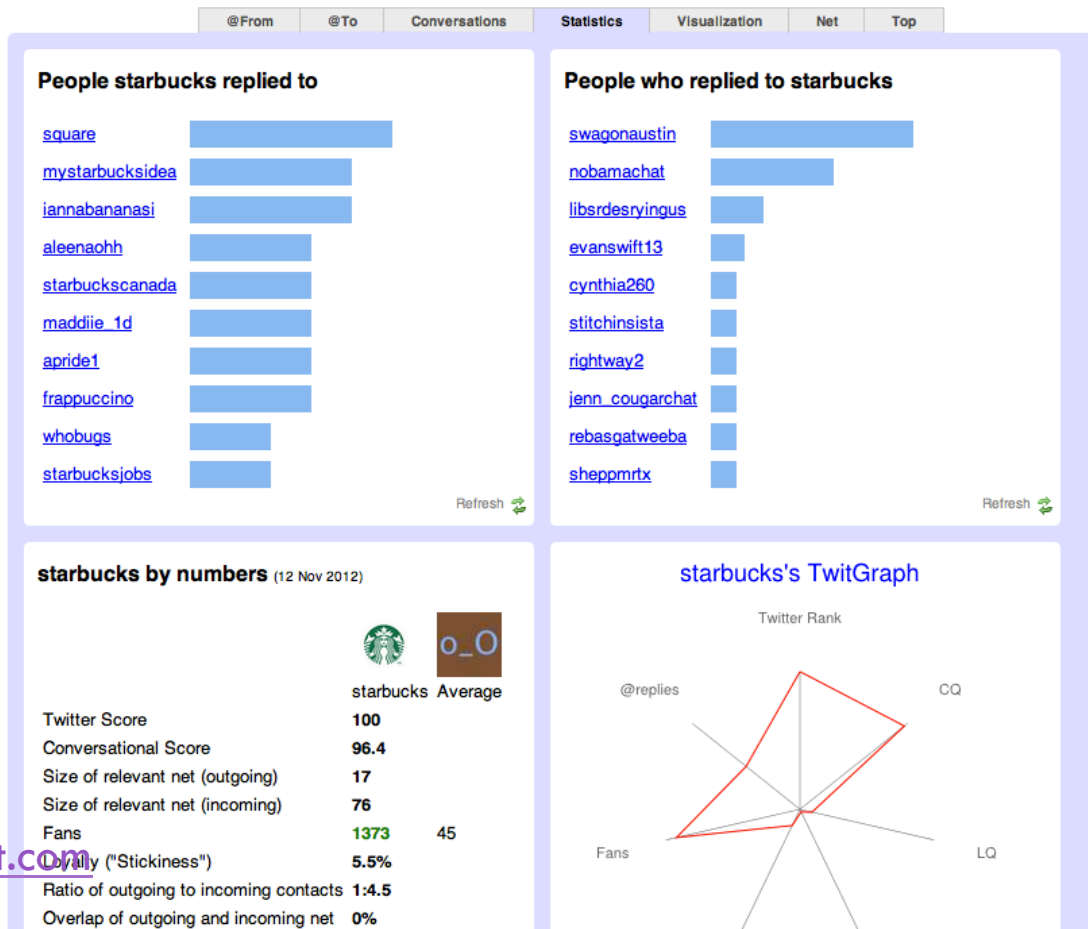 @From @To Conversations Statistics Visualization Net Top
People starbucks replied to
square
mystarbucksidea
iannabananasi
aleenaohh
starbuckscanada
maddiie_1d
apride1
frappuccino
whobugs
starbucksjobs
Refresh
People who replied to starbucks
swagonaustin
nobamachat
libsrdesryingus
evanswift13
cynthia260
stitchinsista
rightway2
jenn_cougarchat
rebasgatweeba
sheppmrtx
Refresh
starbucks by numbers (12 Nov 2012)
o_O
starbucks Average
Twitter Score 100
Conversational Score 96.4
Size of relevant net (outgoing) 17
Size of relevant net (incoming) 76
Fans 1373 45
Loyalty ("Stickiness") 5.5%
Ratio of outgoing to incoming contacts 1:4.5
Overlap of outgoing and incoming net 0%
t.com
starbucks's TwitGraph
Twitter Rank
@replies
CQ
Fans
LQ